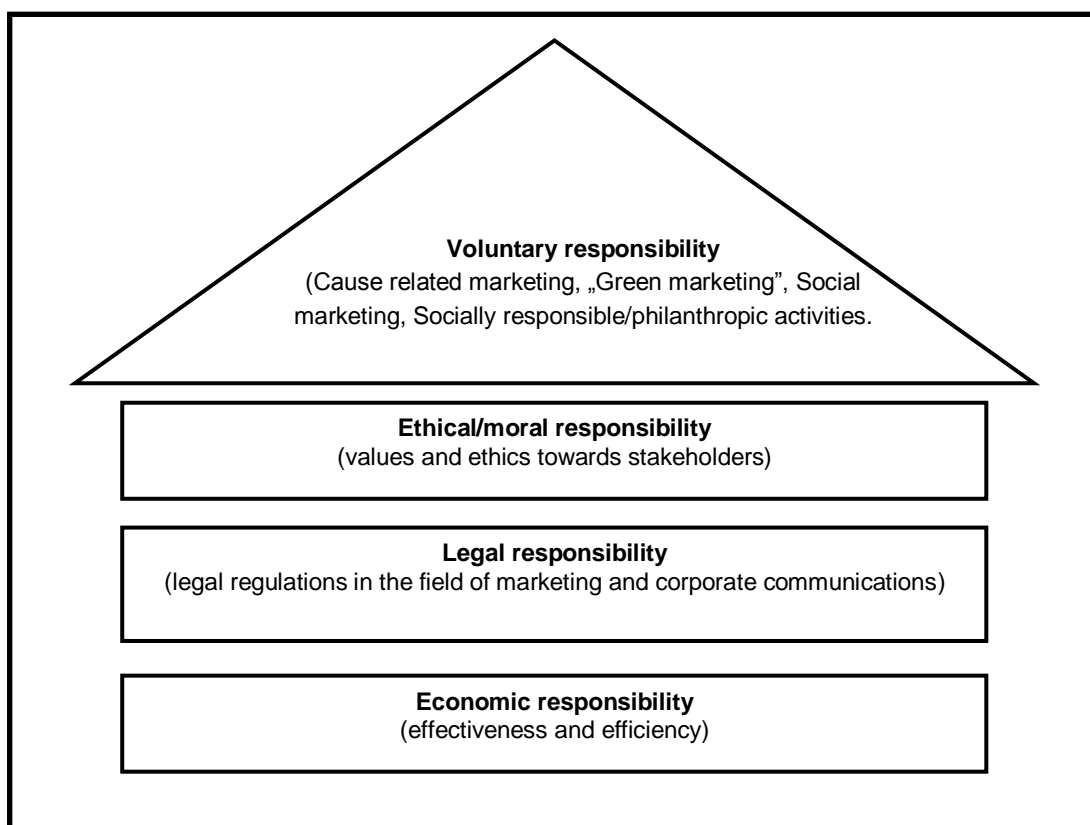 Voluntary responsibility
(Cause related marketing, „Green marketing”, Social
marketing, Socially responsible/philanthropic activities.
Ethical/moral responsibility
(values and ethics towards stakeholders)
Legal responsibility
(legal regulations in the field of marketing and corporate communications)
Economic responsibility
(effectiveness and efficiency)